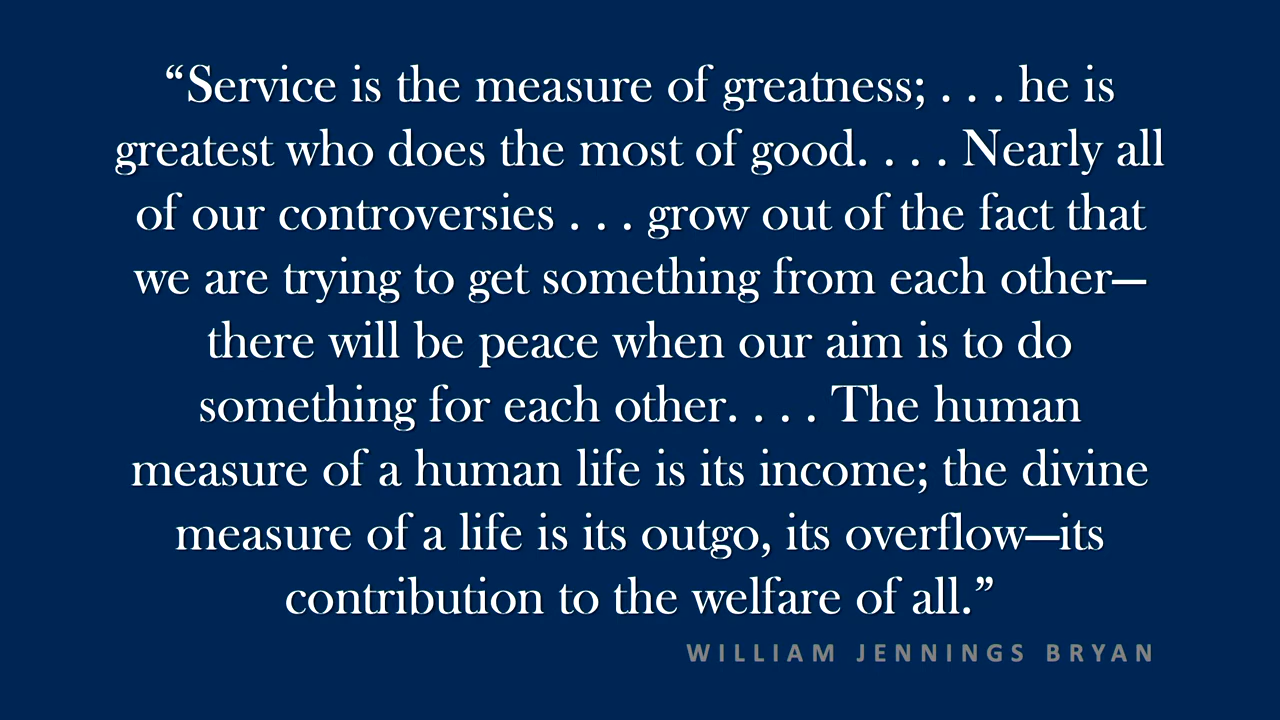 “Service is the measure of greatness; . . . he is
greatest who does the most of good. . . . Nearly all
of our controversies . . . grow out of the fact that
we are trying to get something from each other—
there will be peace when our aim is to do
something for each other. . . . The human
measure of a human life is its income; the divine
measure of a life is its outgo, its overflow—its
contribution to the welfare of all.”
WILLIAM JENNINGS BRYAN